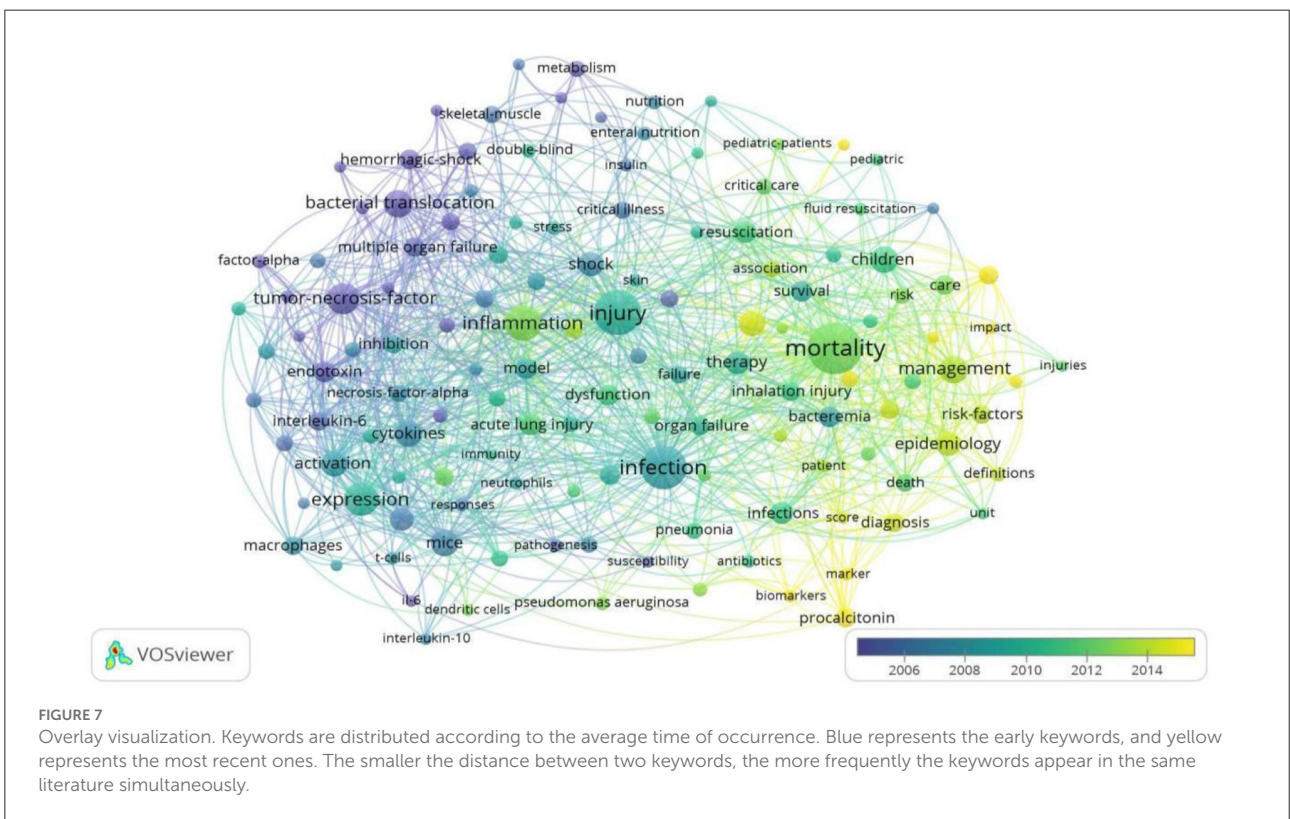 metabolism
skeletal-muscle
nutrition
enteral nutrition
double-blind
pediatric-patients
hemorrhagic-shock
insulin
pediatric
critical care
bacterial translocation
critical illness
fluid resuscitation
stress
resuscitation
multiple organ failure
factor-alpha
shock
children
association
skin
care
survival
risk
tumor-necrosis-factor
injury
inflammation
impact
inhibition
mortality
endotoxin
model
failure
therapy
management
injuries
necrosis-factor-alpha
dysfunction
inhalation injury
interleukin-6
cytokines
acute lung injury
organ failure
bacteremia
risk-factors
epidemiology
immunity
activation
infection
patient
definitions
neutrophils
death
expression
responses
infections
score
diagnosis
unit
pneumonia
macrophages
mice
pathogenesis
t-cells
susceptibility
antibiotics
marker
il-6
dendritic cells
pseudomonas aeruginosa
biomarkers
procalcitonin
interleukin-10
VOSviewer
2006 2008 2010 2012 2014
FIGURE 7
Overlay visualization. Keywords are distributed according to the average time of occurrence. Blue represents the early keywords, and yellow
represents the most recent ones. The smaller the distance between two keywords, the more frequently the keywords appear in the same
literature simultaneously.